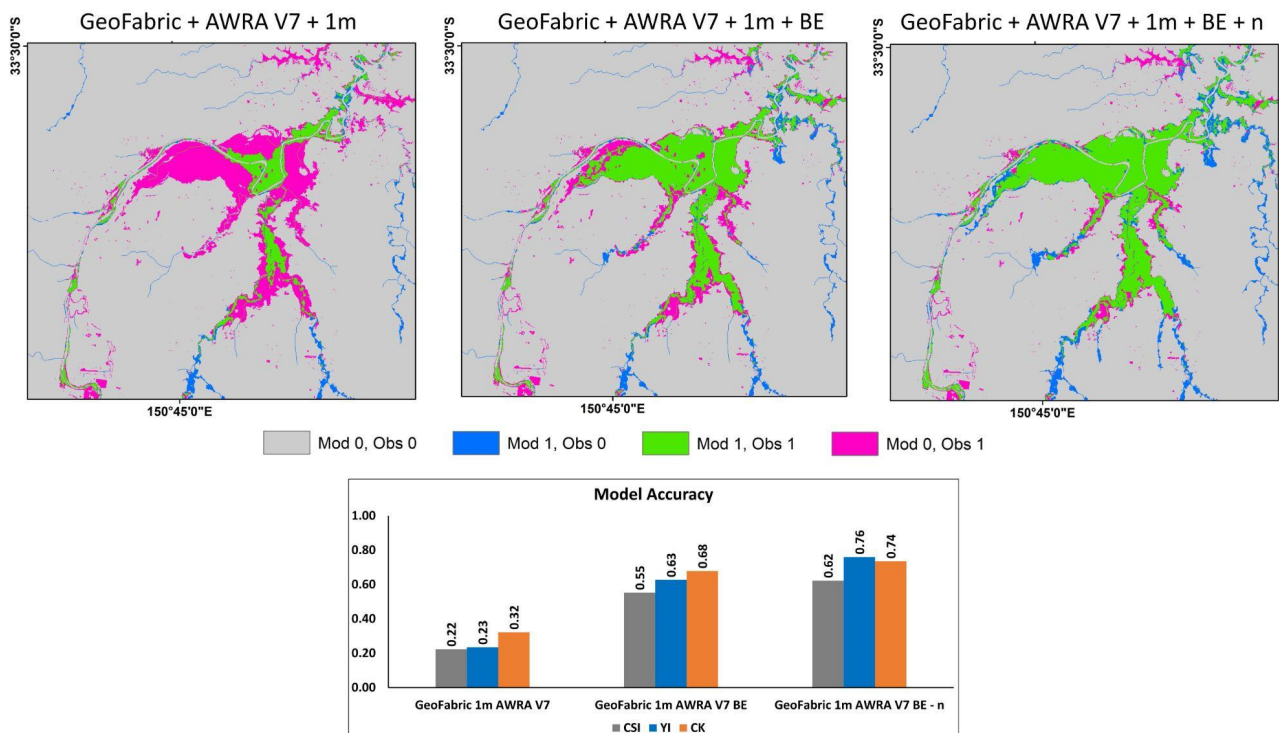 GeoFabric + AWRA V7 + 1m
GeoFabric + AWRA V7 + 1m + BE
GeoFabric + AWRA V7 + 1m + BE + n
33°30'0"S
33°30'0"S
33°30'0"S
150°45'0"E
150°45'0"E
150°45'0"E
Mod 0, Obs 0
Mod 1, Obs 0
Mod 1, Obs 1
Mod 0, Obs 1
Model Accuracy
1.00
0.80
0.60
0.40
0.20
0.00
0.22
0.23
0.32
0.55
0.63
0.68
0.62
0.76
0.74
GeoFabric 1m AWRA V7
GeoFabric 1m AWRA V7 BE
GeoFabric 1m AWRA V7 BE - n
CSI
YI
CK